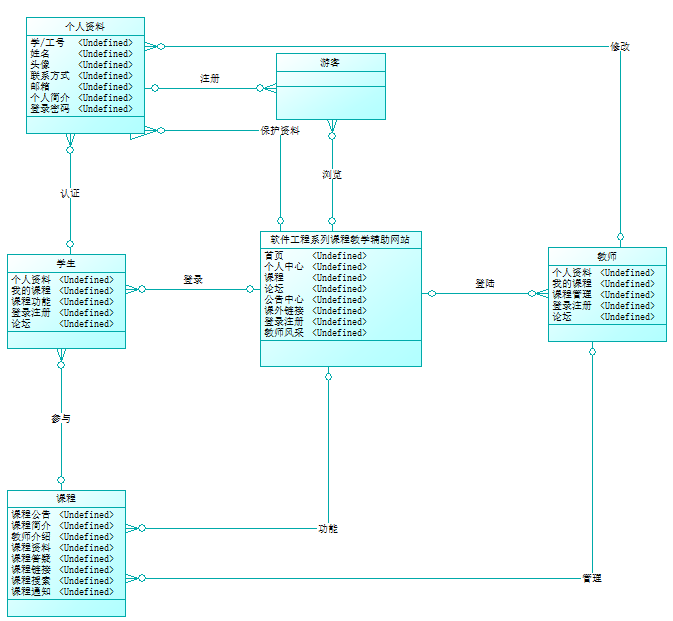 个人资料
学/工号 <Undefined>
姓名 <Undefined>
头像 <Undefined>
联系方式 <Undefined>
邮箱 <Undefined>
个人简介 <Undefined>
登录密码 <Undefined>
修改
游客
注册
保护资料
认证
浏览
学生
个人资料 <Undefined>
我的课程 <Undefined>
课程功能 <Undefined>
登录注册 <Undefined>
论坛 <Undefined>
登录
软件工程系列课程教学辅助网站
首页 <Undefined>
个人中心 <Undefined>
课程 <Undefined>
论坛 <Undefined>
公告中心 <Undefined>
课外链接 <Undefined>
登录注册 <Undefined>
教师风采 <Undefined>
登陆
教师
个人资料 <Undefined>
我的课程 <Undefined>
课程管理 <Undefined>
登录注册 <Undefined>
论坛 <Undefined>
参与
课程
课程公告 <Undefined>
课程简介 <Undefined>
教师介绍 <Undefined>
课程资料 <Undefined>
课程答疑 <Undefined>
课程链接 <Undefined>
课程搜索 <Undefined>
课程通知 <Undefined>
功能
管理